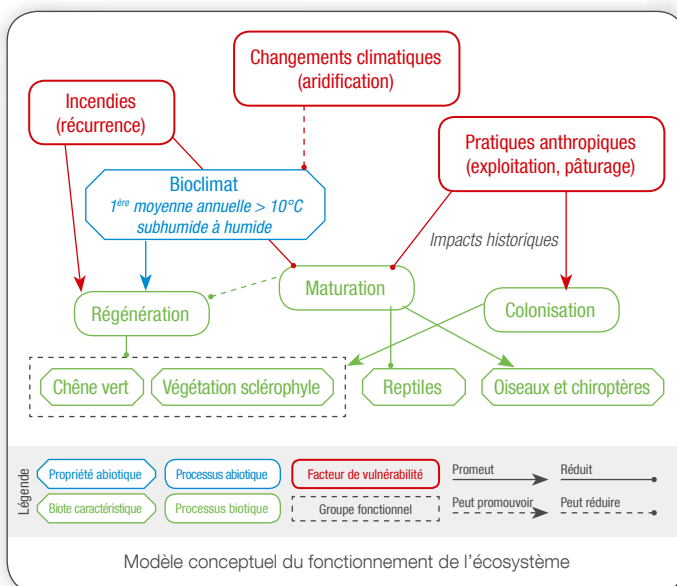 Changements climatiques
(aridification)
Incendies
(récurrence)
Pratiques anthropiques
(exploitation, pâturage)
Bioclimat
1ère moyenne annuelle > 10°C
subhumide à humide
Impacts historiques
Maturation
Régénération
Colonisation
Chêne vert
Végétation sclérophyle
Reptiles
Oiseaux et chiroptères
Légende
Propriété abiotique
Processus abiotique
Facteur de vulnérabilité
Promeut
Réduit
Biote caractéristique
Processus biotique
Groupe fonctionnel
Peut promouvoir
Peut réduire
Modèle conceptuel du fonctionnement de l'écosystème